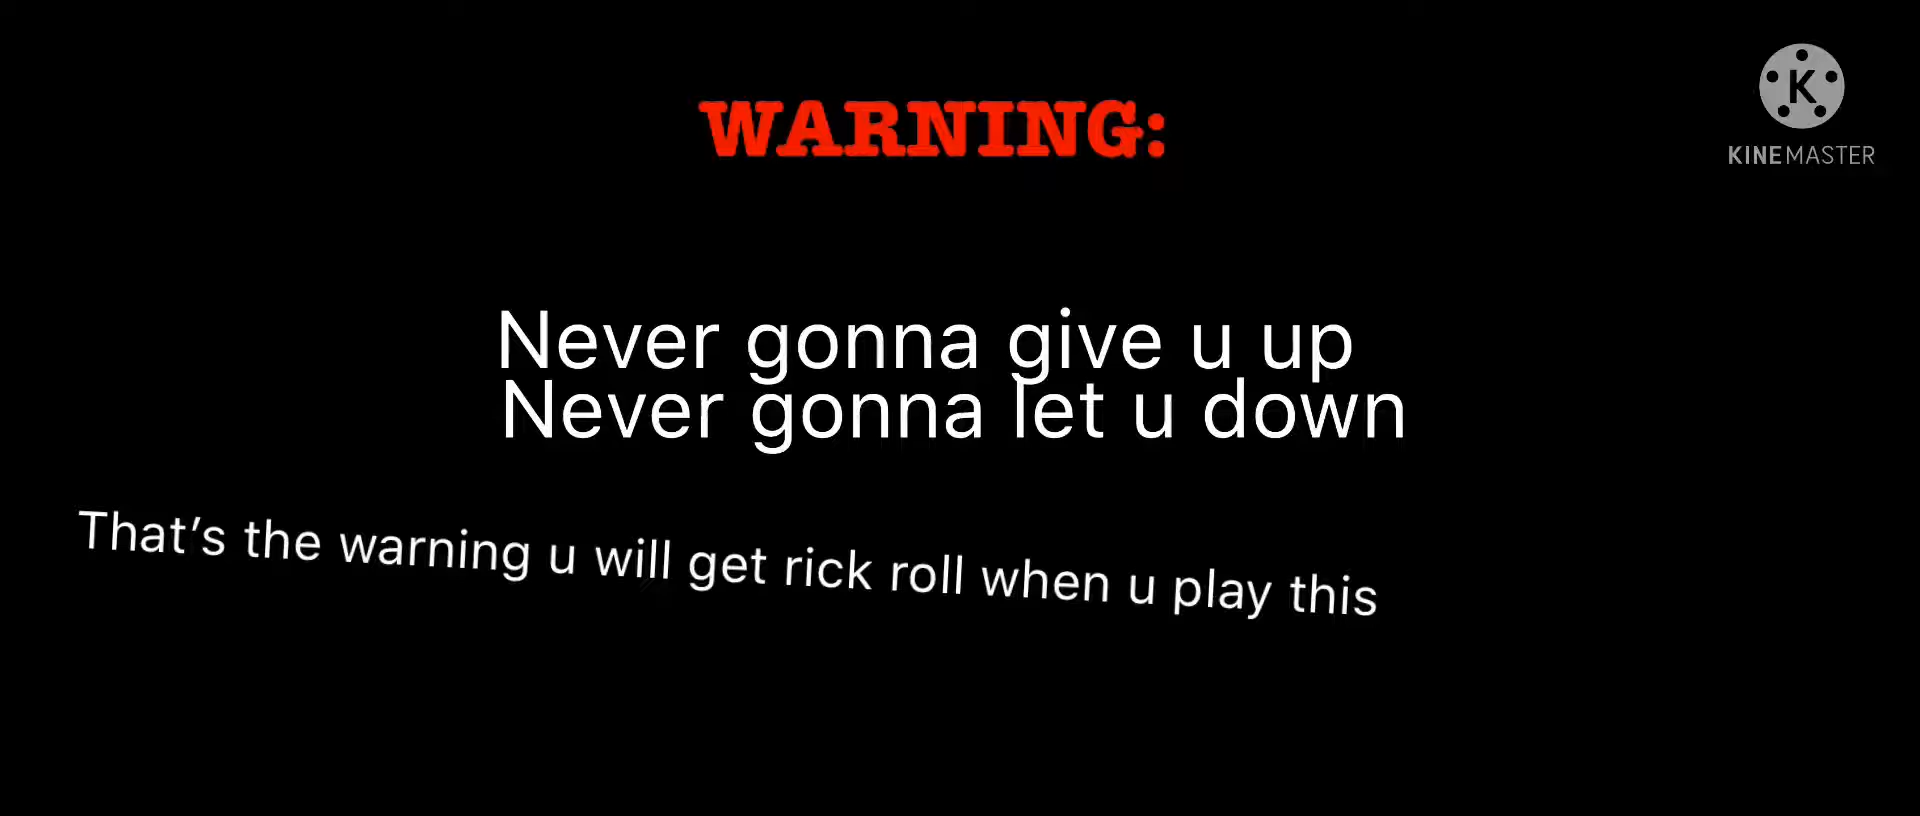 WARNING:
K
KINEMASTER
Never gonna give u up
Never gonna let u down
That’s the warning u will get rick roll when u play this